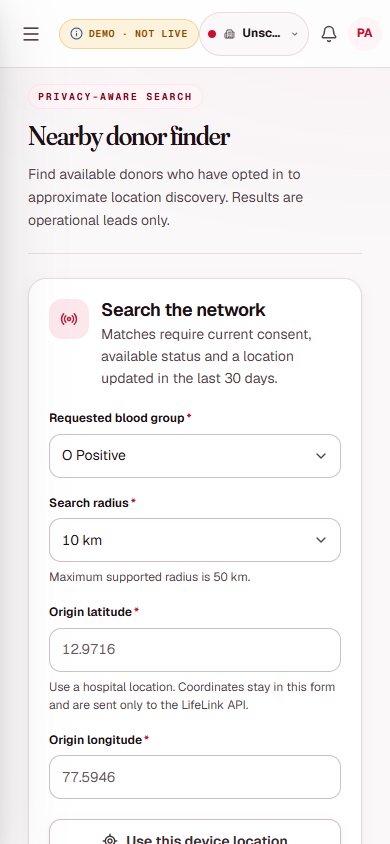 DEMO · NOT LIVE
Unsc...
PA
PRIVACY-AWARE SEARCH
Nearby donor finder
Find available donors who have opted in to
approximate location discovery. Results are
operational leads only.
Search the network
Matches require current consent,
available status and a location
updated in the last 30 days.
Requested blood group *
O Positive
Search radius *
10 km
Maximum supported radius is 50 km.
Origin latitude *
12.9716
Use a hospital location. Coordinates stay in this form
and are sent only to the LifeLink API.
Origin longitude *
77.5946
Use this device location